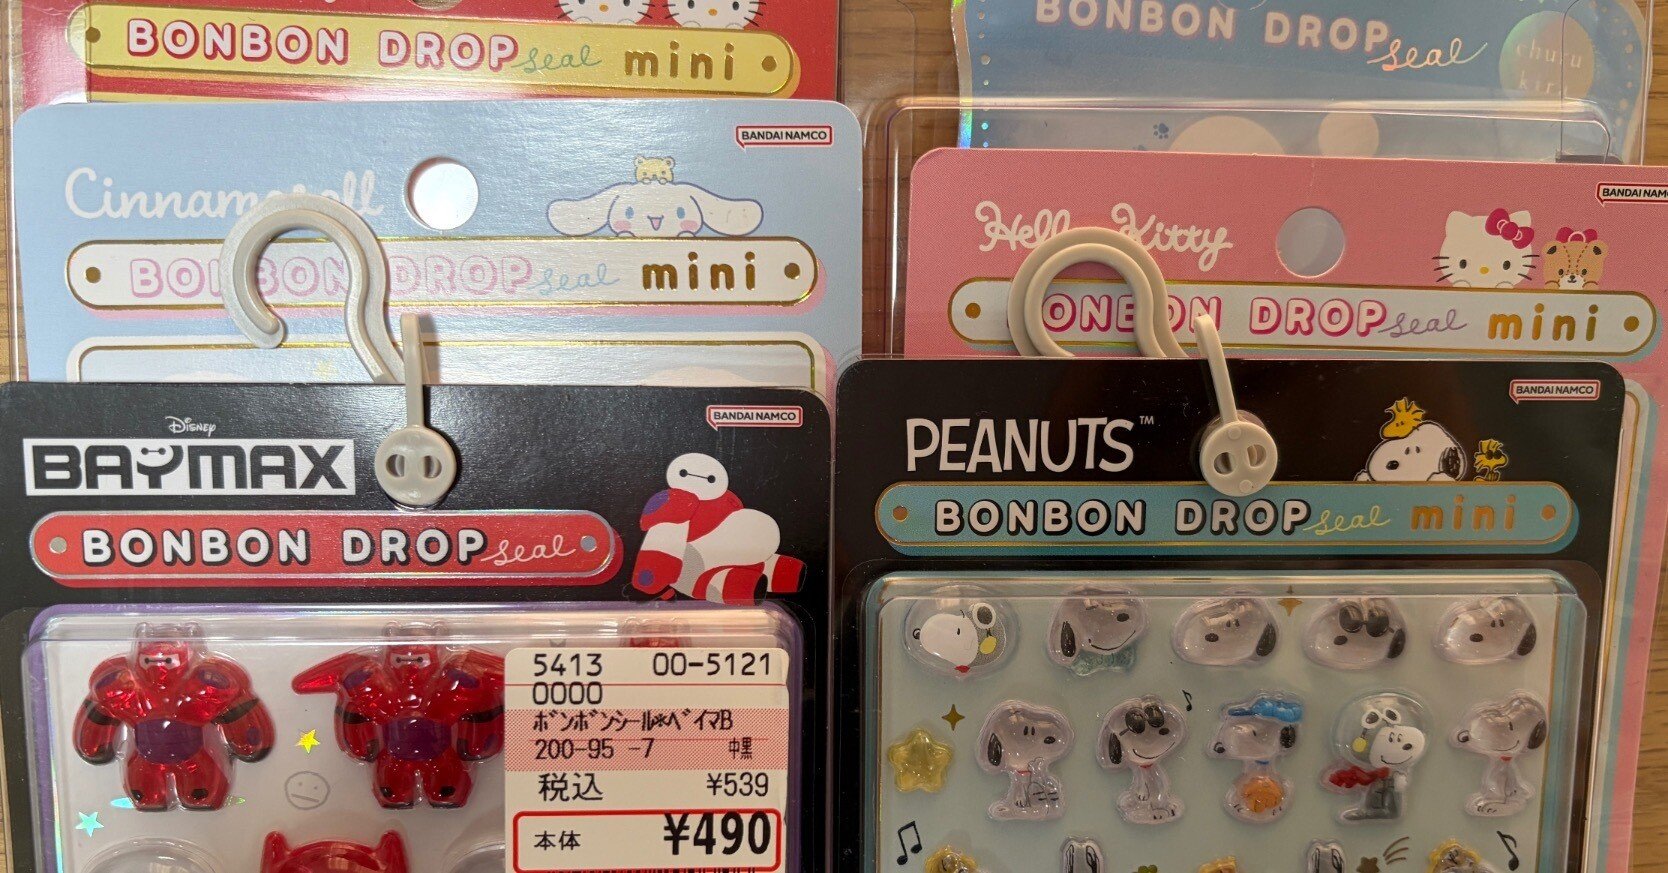 BONBON DROP seal mini
BONBON DROP seal
churu
BANDAI NAMCO
Cinnamoroll
BONBON DROP seal mini
BANDAI NAMCO
Hello Kitty
BONBON DROP seal mini
BANDAI NAMCO
Disney
BAYMAX
BONBON DROP seal
BANDAI NAMCO
PEANUTS™
BONBON DROP seal mini
5413 00-5121
0000
ボンボンシール*ベイマB
200-95 -7 中黒
税込 ¥539
本体 ¥490